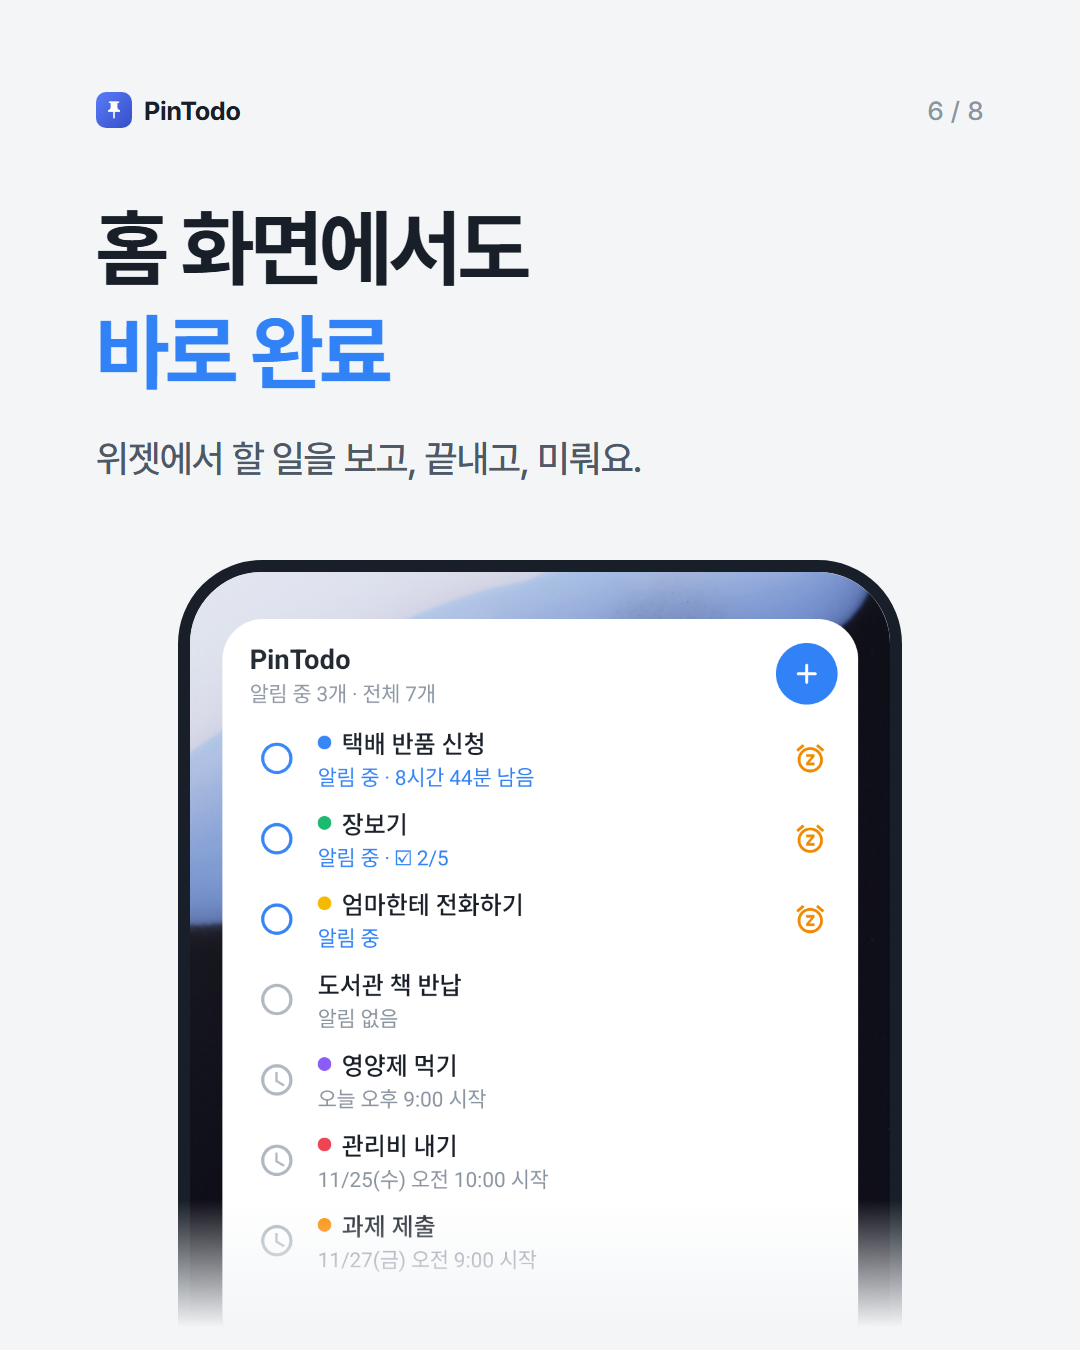 PinTodo
6 / 8
홈 화면에서도
바로 완료
위젯에서 할 일을 보고, 끝내고, 미뤄요.
PinTodo
알림 중 3개 · 전체 7개
택배 반품 신청
알림 중 · 8시간 44분 남음
장보기
알림 중 · ☑ 2/5
엄마한테 전화하기
알림 중
도서관 책 반납
알림 없음
영양제 먹기
오늘 오후 9:00 시작
관리비 내기
11/25(수) 오전 10:00 시작
과제 제출
11/27(금) 오전 9:00 시작